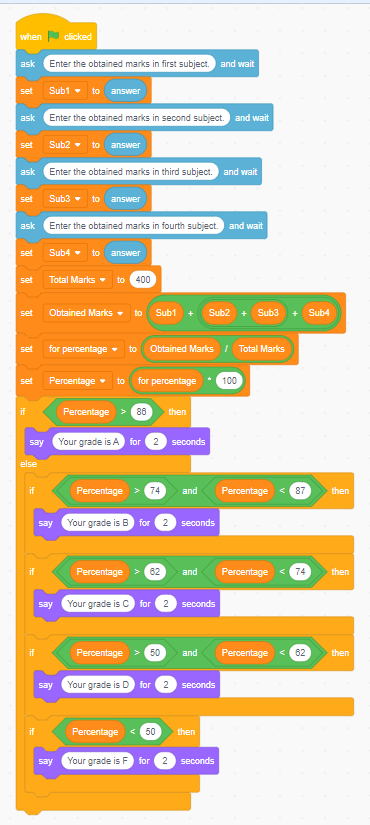 when clicked
ask Enter the obtained marks in first subject. and wait
set Sub1 to answer
ask Enter the obtained marks in second subject. and wait
set Sub2 to answer
ask Enter the obtained marks in third subject. and wait
set Sub3 to answer
ask Enter the obtained marks in fourth subject. and wait
set Sub4 to answer
set Total Marks to 400
set Obtained Marks to Sub1 + Sub2 + Sub3 + Sub4
set for percentage to Obtained Marks / Total Marks
set Percentage to for percentage * 100
if Percentage > 86 then
say Your grade is A for 2 seconds
else
if Percentage > 74 and Percentage < 87 then
say Your grade is B for 2 seconds
if Percentage > 62 and Percentage < 74 then
say Your grade is C for 2 seconds
if Percentage > 50 and Percentage < 62 then
say Your grade is D for 2 seconds
if Percentage < 50 then
say Your grade is F for 2 seconds